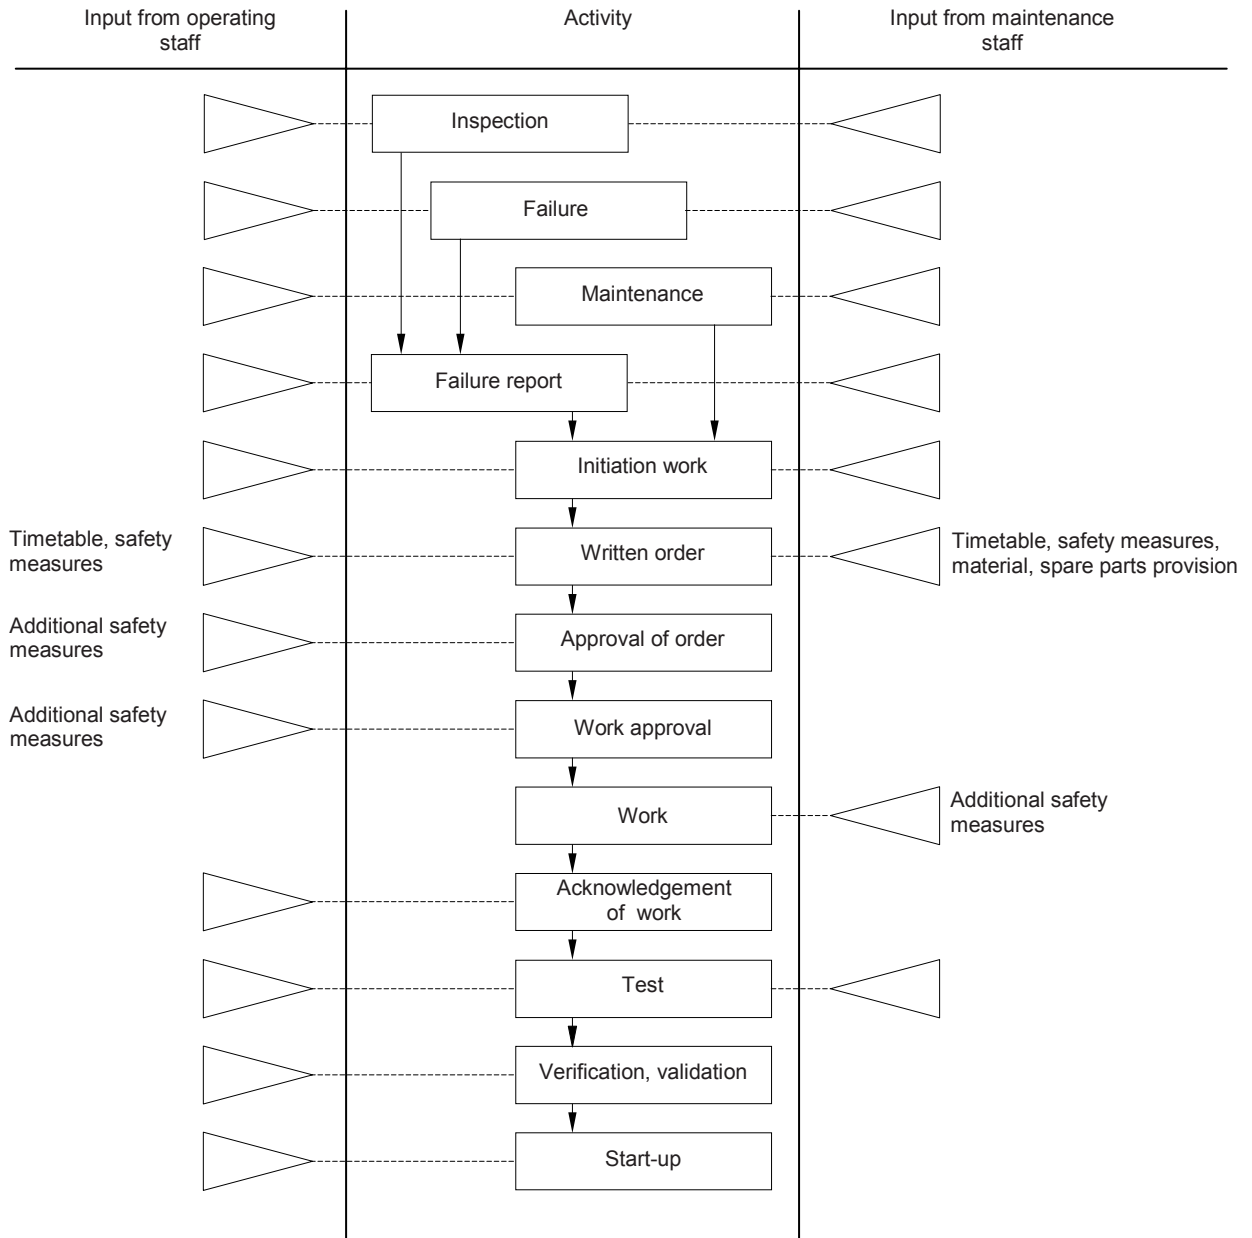 Input from operating
staff
Activity
Input from maintenance
staff
Inspection
Failure
Maintenance
Failure report
Initiation work
Timetable, safety
measures
Written order
Timetable, safety measures,
material, spare parts provision
Additional safety
measures
Approval of order
Additional safety
measures
Work approval
Work
Additional safety
measures
Acknowledgement
of work
Test
Verification, validation
Start-up